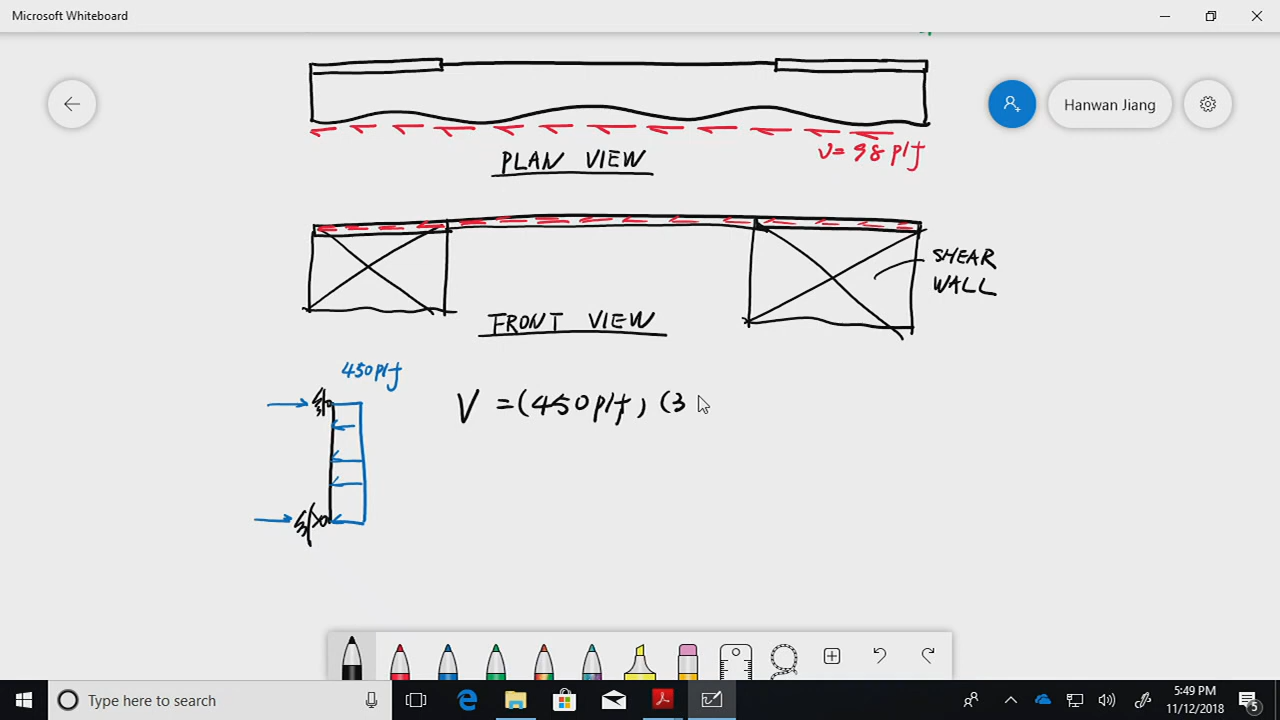 Microsoft Whiteboard
Hanwan Jiang
V= 98 plf
PLAN VIEW
SHEAR
WALL
FRONT VIEW
450 plf
V = (450 plf) (3
Type here to search
5:49 PM
11/12/2018
5